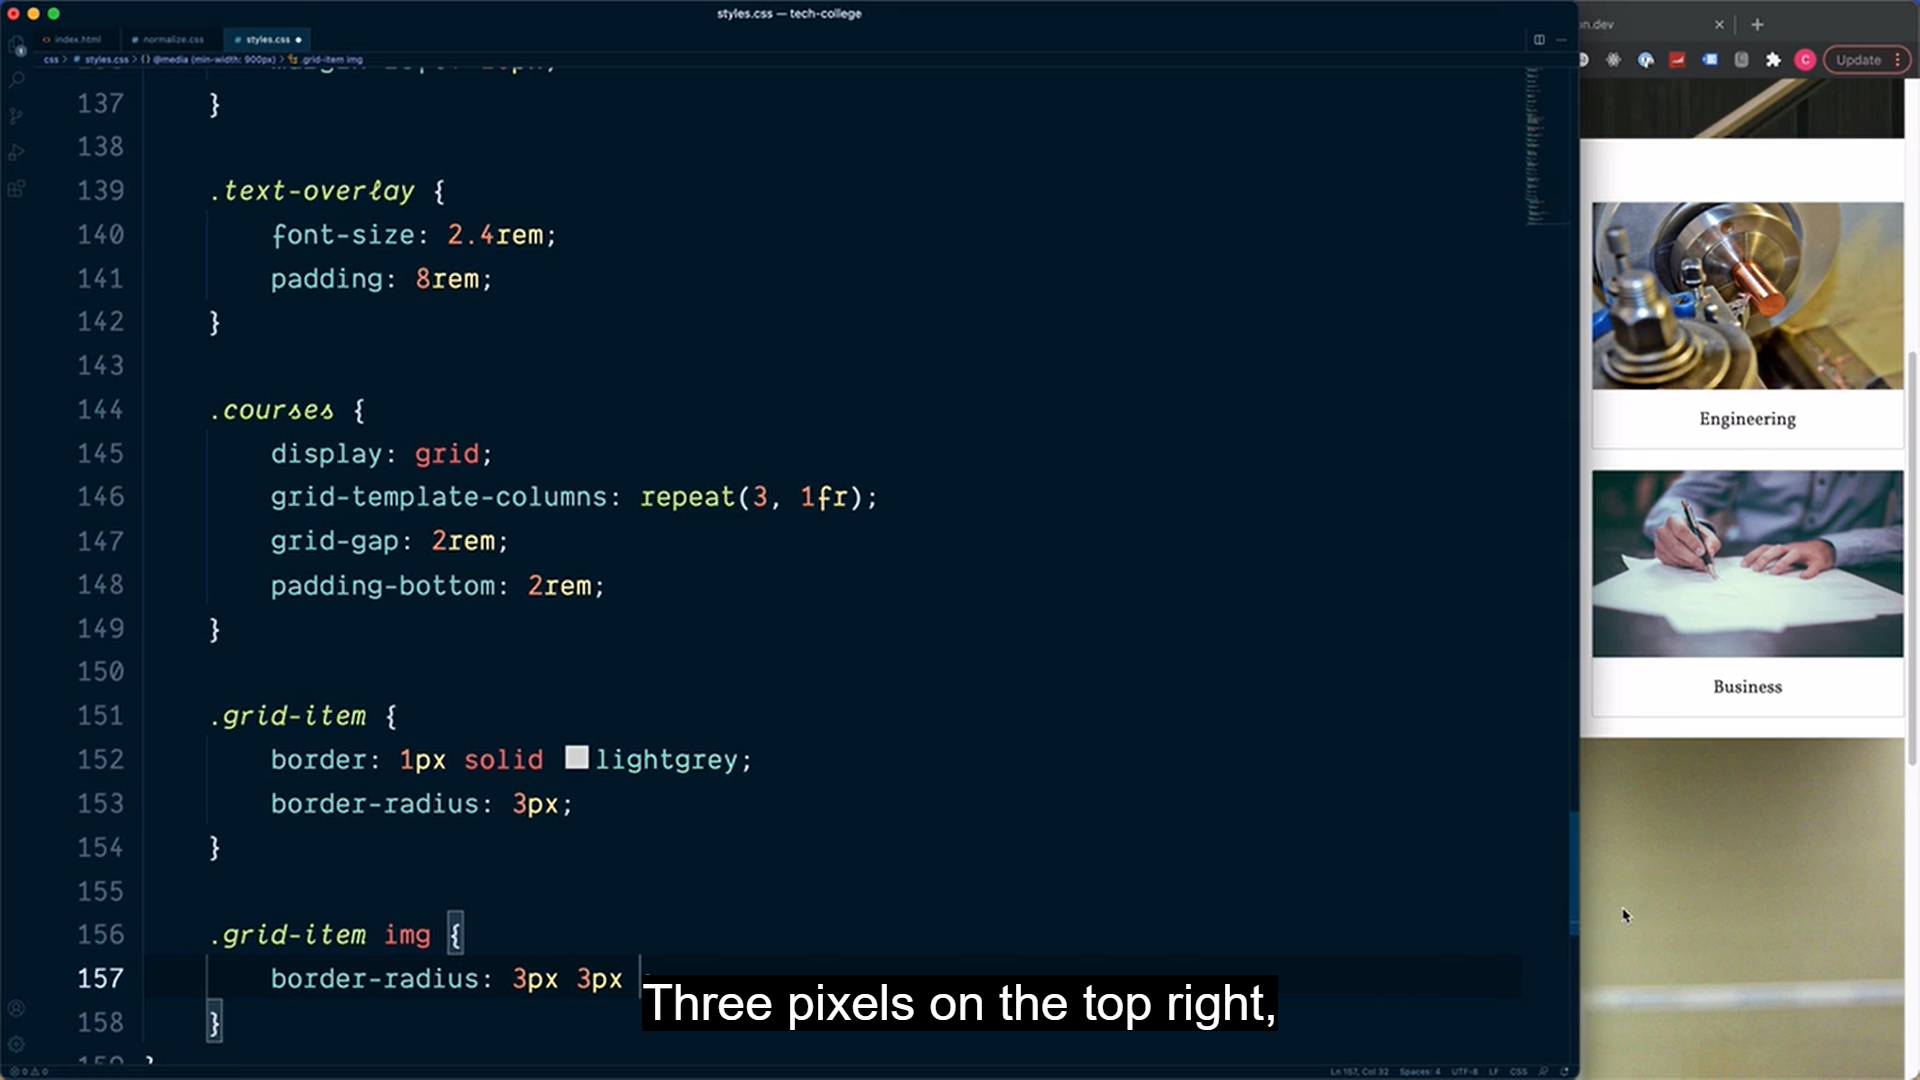 styles.css — tech-college
index.html
normalize.css
styles.css
css > # styles.css > {} @media (min-width: 900px) > .grid-item img
137 }
138
139 .text-overlay {
140 font-size: 2.4rem;
141 padding: 8rem;
142 }
143
144 .courses {
145 display: grid;
146 grid-template-columns: repeat(3, 1fr);
147 grid-gap: 2rem;
148 padding-bottom: 2rem;
149 }
150
151 .grid-item {
152 border: 1px solid lightgrey;
153 border-radius: 3px;
154 }
155
156 .grid-item img {
157 border-radius: 3px 3px
158 }
Three pixels on the top right,
Ln 157, Col 32 Spaces: 4 UTF-8 LF CSS
n.dev
C
Update
Engineering
Business